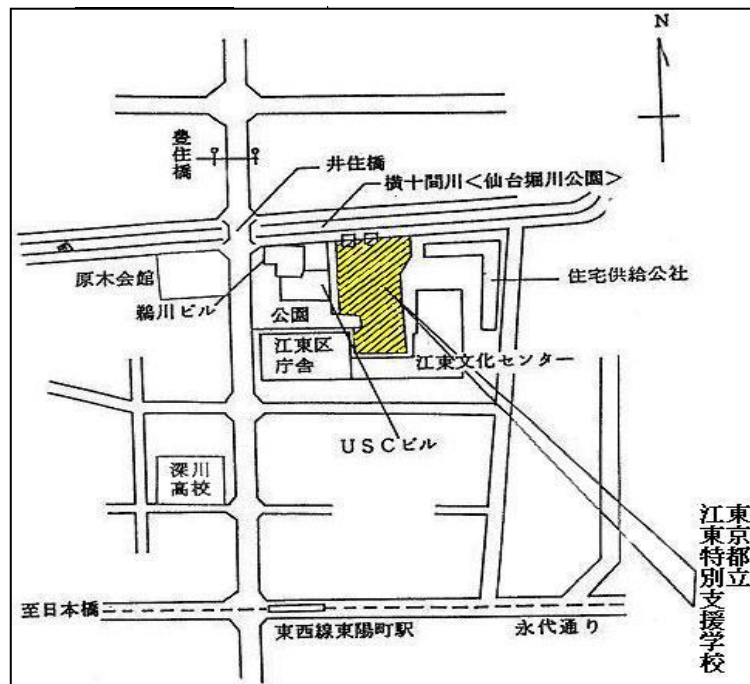 N
豊住橋
井住橋
横十間川<仙台堀川公園>
原木会館
鵜川ビル
公園
住宅供給公社
江東区
庁舎
江東文化センター
USCビル
深川
高校
東京都立
江東特別支援学校
至日本橋
東西線東陽町駅
永代通り